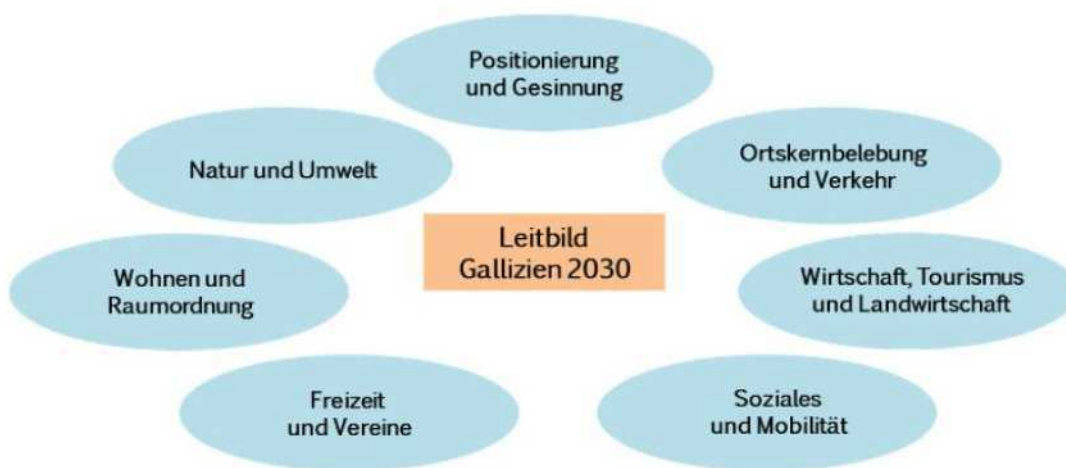 Positionierung
und Gesinnung
Natur und Umwelt
Ortskernbelebung
und Verkehr
Leitbild
Gallizien 2030
Wohnen und
Raumordnung
Wirtschaft, Tourismus
und Landwirtschaft
Freizeit
und Vereine
Soziales
und Mobilität